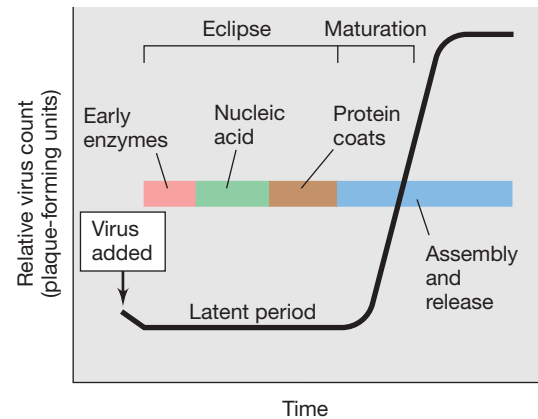 Eclipse
Maturation
Early
enzymes
Nucleic
acid
Protein
coats
Virus
added
Assembly
and
release
Latent period
Relative virus count
(plaque-forming units)
Time